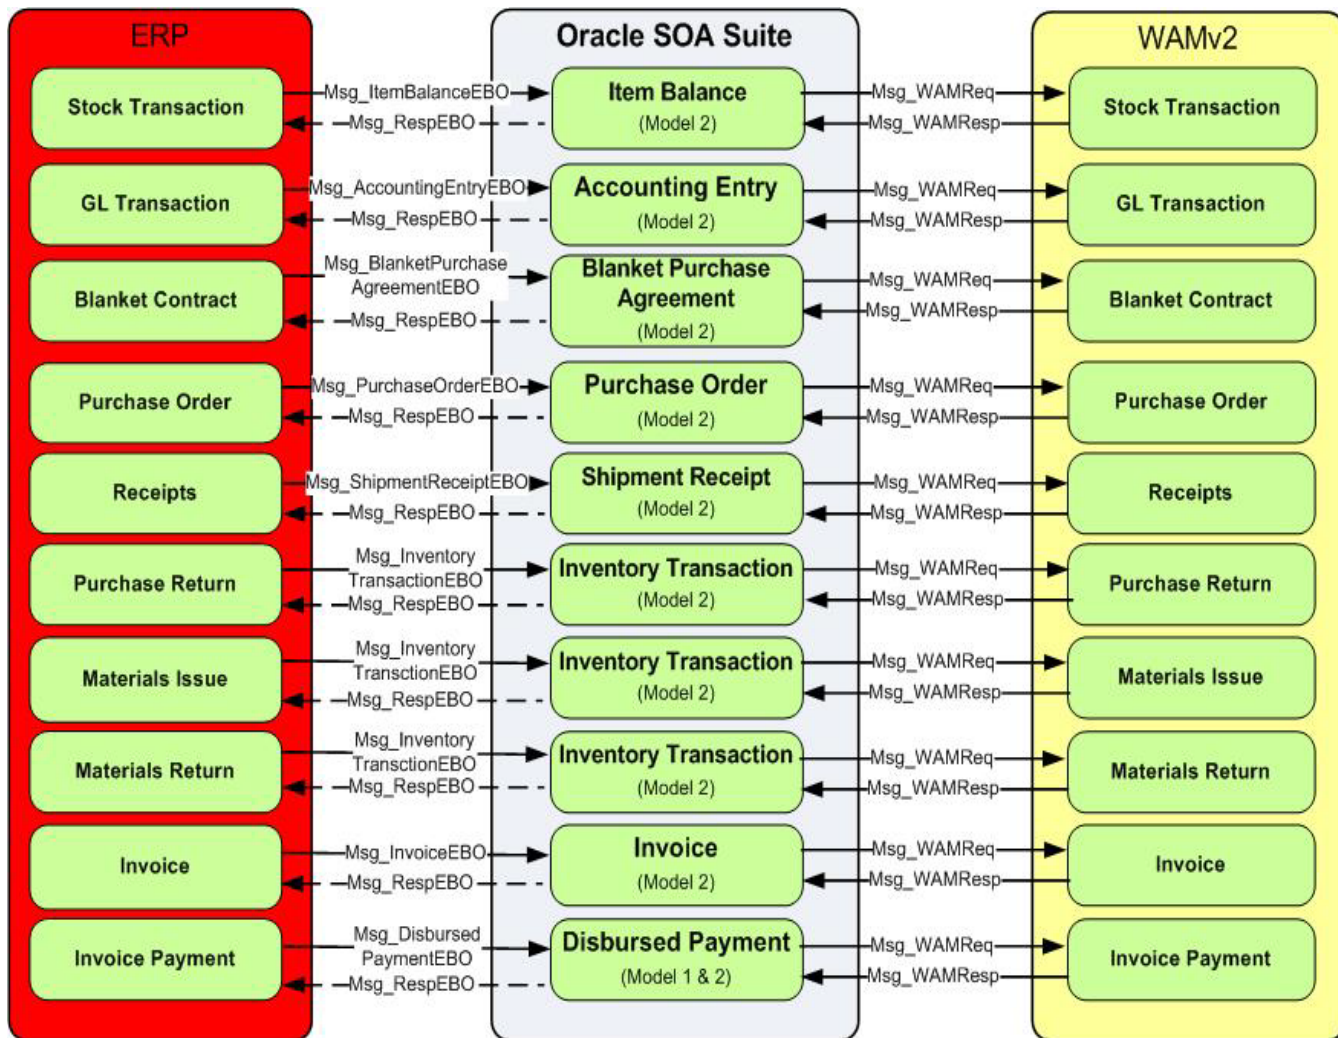 ERP
Oracle SOA Suite
WAMv2
Stock Transaction
Msg_ItemBalanceEBO
Msg_RespEBO
Item Balance
(Model 2)
Msg_WAMReq
Msg_WAMResp
Stock Transaction
GL Transaction
Msg_AccountingEntryEBO
Msg_RespEBO
Accounting Entry
(Model 2)
Msg_WAMReq
Msg_WAMResp
GL Transaction
Blanket Contract
Msg_BlanketPurchase
AgreementEBO
Msg_RespEBO
Blanket Purchase
Agreement
(Model 2)
Msg_WAMReq
Msg_WAMResp
Blanket Contract
Purchase Order
Msg_PurchaseOrderEBO
Msg_RespEBO
Purchase Order
(Model 2)
Msg_WAMReq
Msg_WAMResp
Purchase Order
Receipts
Msg_ShipmentReceiptEBO
Msg_RespEBO
Shipment Receipt
(Model 2)
Msg_WAMReq
Msg_WAMResp
Receipts
Purchase Return
Msg_Inventory
TransactionEBO
Msg_RespEBO
Inventory Transaction
(Model 2)
Msg_WAMReq
Msg_WAMResp
Purchase Return
Materials Issue
Msg_Inventory
TransctionEBO
Msg_RespEBO
Inventory Transaction
(Model 2)
Msg_WAMReq
Msg_WAMResp
Materials Issue
Materials Return
Msg_Inventory
TransctionEBO
Msg_RespEBO
Inventory Transaction
(Model 2)
Msg_WAMReq
Msg_WAMResp
Materials Return
Invoice
Msg_InvoiceEBO
Msg_RespEBO
Invoice
(Model 2)
Msg_WAMReq
Msg_WAMResp
Invoice
Invoice Payment
Msg_Disbursed
PaymentEBO
Msg_RespEBO
Disbursed Payment
(Model 1 & 2)
Msg_WAMReq
Msg_WAMResp
Invoice Payment